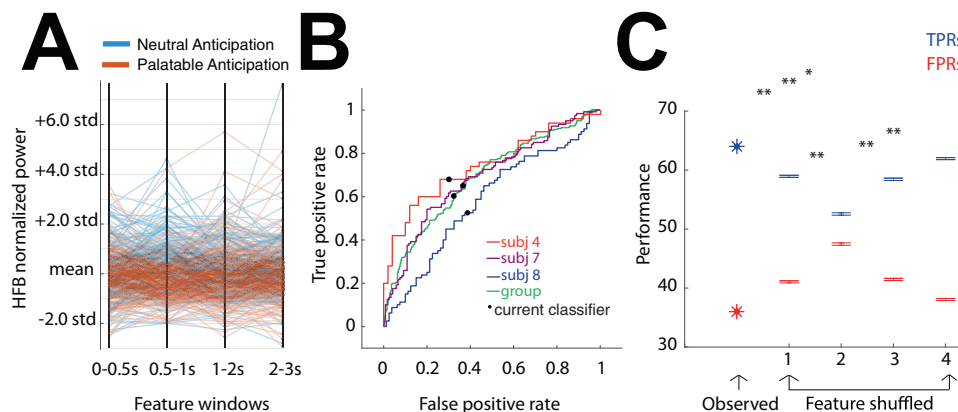 A
Neutral Anticipation
Palatable Anticipation
HFB normalized power
+6.0 std
+4.0 std
+2.0 std
mean
-2.0 std
0-0.5s 0.5-1s 1-2s 2-3s
Feature windows
B
True positive rate
1
0.8
0.6
0.4
0.2
0
subj 4
subj 7
subj 8
group
current classifier
0 0.2 0.4 0.6 0.8 1
False positive rate
C
TPRs
FPRs
Performance
70
60
50
40
30
** ** *
** ** **
1 2 3 4
Observed Feature shuffled